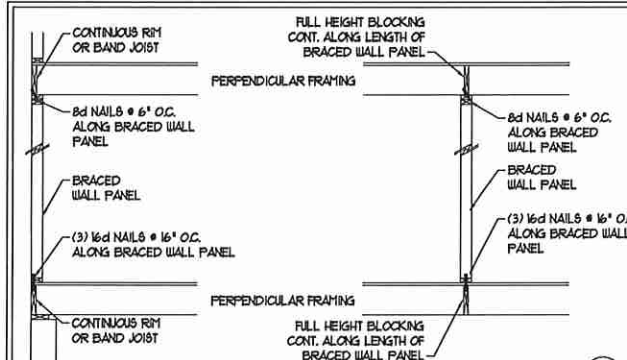 CONTINUOUS RIM
OR BAND JOIST
FULL HEIGHT BLOCKING
CONT. ALONG LENGTH OF
BRACED WALL PANEL
PERPENDICULAR FRAMING
8d NAILS @ 6" O.C.
ALONG BRACED WALL
PANEL
8d NAILS @ 6" O.C.
ALONG BRACED
WALL PANEL
BRACED
WALL PANEL
BRACED
WALL PANEL
(3) 16d NAILS @ 16" O.C.
ALONG BRACED WALL PANEL
(3) 16d NAILS @ 16" O.C
ALONG BRACED WALL
PANEL
PERPENDICULAR FRAMING
CONTINUOUS RIM
OR BAND JOIST
FULL HEIGHT BLOCKING
CONT. ALONG LENGTH OF
BRACED WALL PANEL